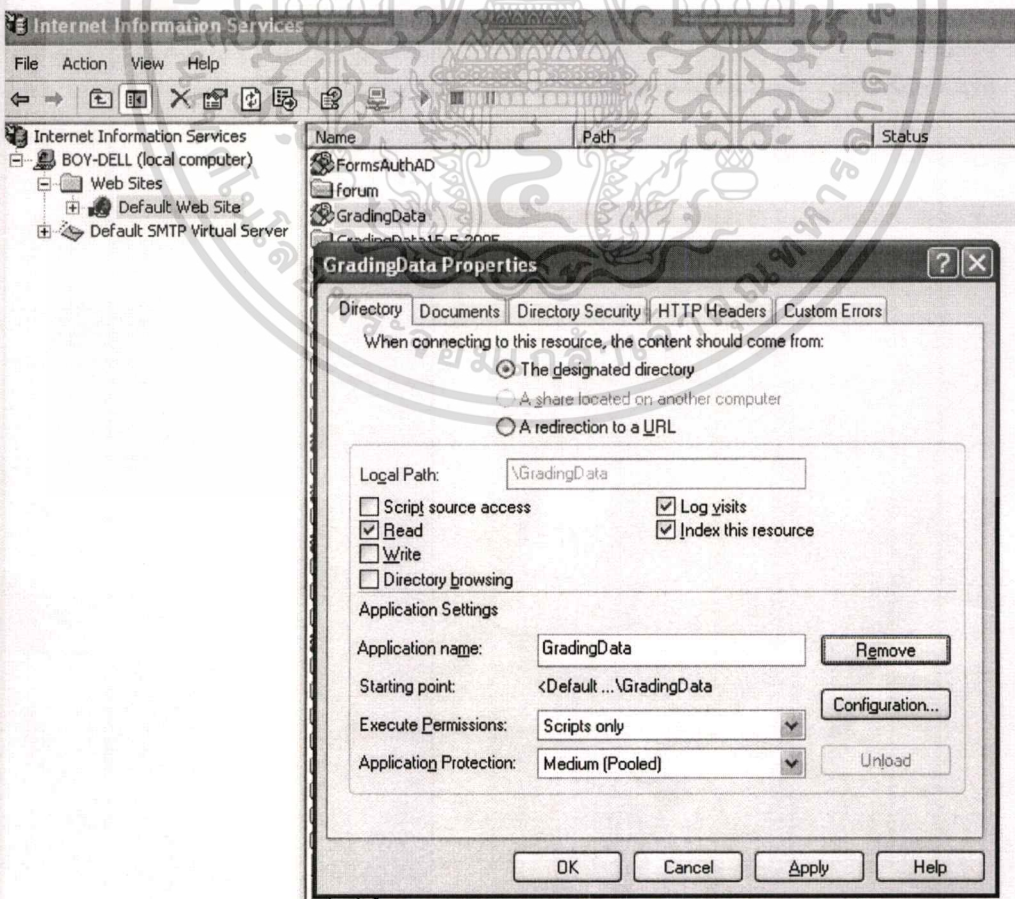 Internet Information Services
File Action View Help
Internet Information Services
BOY-DELL (local computer)
Web Sites
Default Web Site
Default SMTP Virtual Server
Name Path Status
FormsAuthAD
forum
GradingData
GradingData15-5-2005
GradingData Properties
Directory Documents Directory Security HTTP Headers Custom Errors
When connecting to this resource, the content should come from:
The designated directory
A share located on another computer
A redirection to a URL
Local Path: \GradingData
Script source access Log visits
Read Index this resource
Write
Directory browsing
Application Settings
Application name: GradingData Remove
Starting point: <Default ...\GradingData
Configuration...
Execute Permissions: Scripts only
Application Protection: Medium (Pooled) Unload
OK Cancel Apply Help